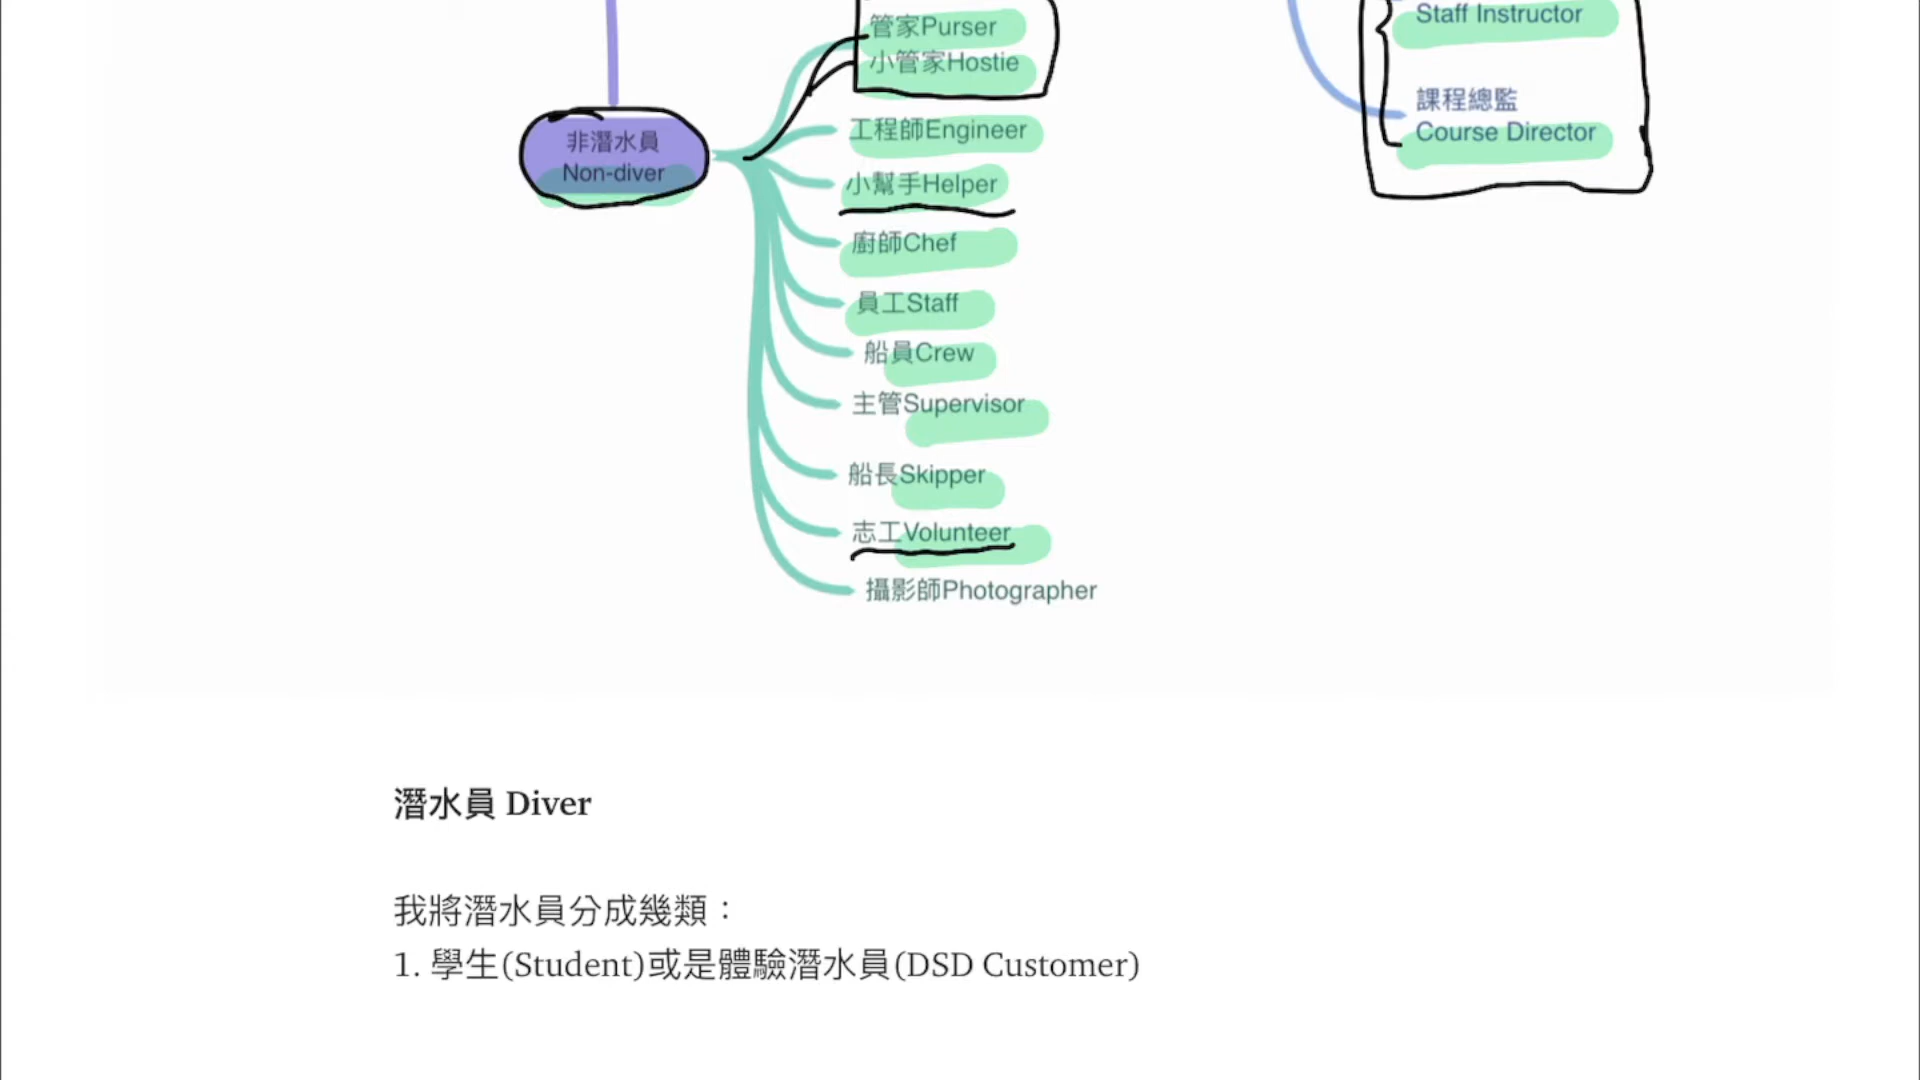 管家Purser
小管家Hostie
非潛水員
Non-diver
工程師Engineer
小幫手Helper
廚師Chef
員工Staff
船員Crew
主管Supervisor
船長Skipper
志工Volunteer
攝影師Photographer
Staff Instructor
課程總監
Course Director
潛水員 Diver
我將潛水員分成幾類：
1. 學生(Student)或是體驗潛水員(DSD Customer)